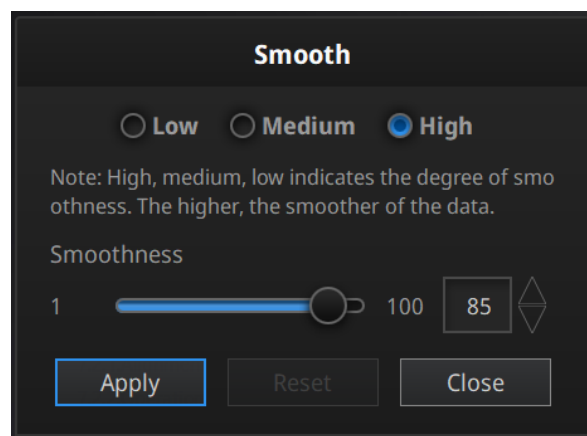 Smooth
Low Medium High
Note: High, medium, low indicates the degree of smo
othness. The higher, the smoother of the data.
Smoothness
1 100 85
Apply Reset Close